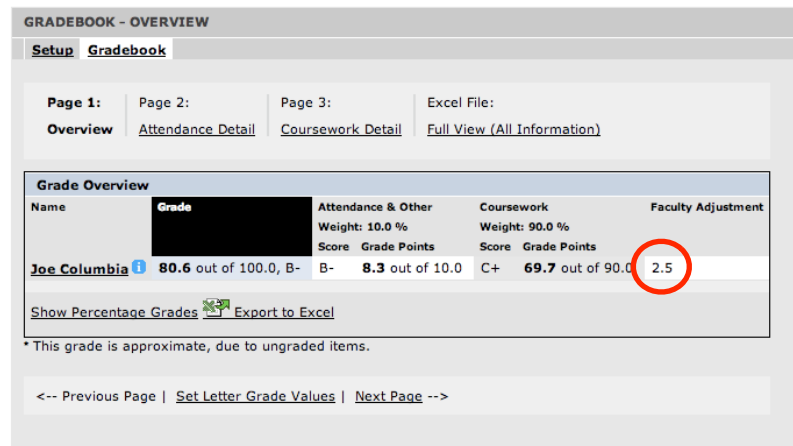 GRADEBOOK - OVERVIEW
Setup Gradebook
Page 1: Page 2: Page 3: Excel File:
Overview Attendance Detail Coursework Detail Full View (All Information)
Grade Overview
Name Grade Attendance & Other Coursework Faculty Adjustment
Weight: 10.0 % Weight: 90.0 %
Score Grade Points Score Grade Points
Joe Columbia i 80.6 out of 100.0, B- B- 8.3 out of 10.0 C+ 69.7 out of 90.0 2.5
Show Percentage Grades Export to Excel
* This grade is approximate, due to ungraded items.
<-- Previous Page | Set Letter Grade Values | Next Page -->